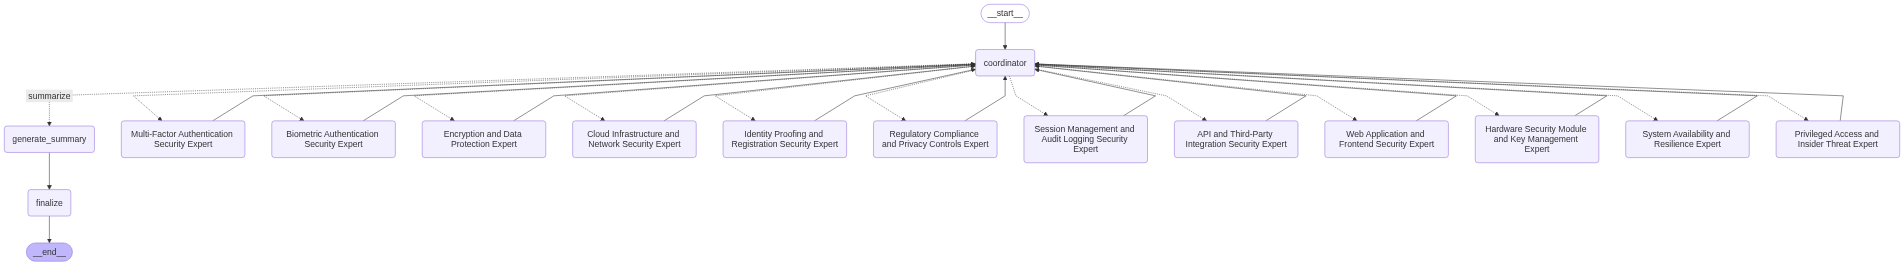 __start__
coordinator
summarize
generate_summary
Multi-Factor Authentication
Security Expert
Biometric Authentication
Security Expert
Encryption and Data
Protection Expert
Cloud Infrastructure and
Network Security Expert
Identity Proofing and
Registration Security Expert
Regulatory Compliance
and Privacy Controls Expert
Session Management and
Audit Logging Security
Expert
API and Third-Party
Integration Security Expert
Web Application and
Frontend Security Expert
Hardware Security Module
and Key Management
Expert
System Availability and
Resilience Expert
Privileged Access and
Insider Threat Expert
finalize
__end__